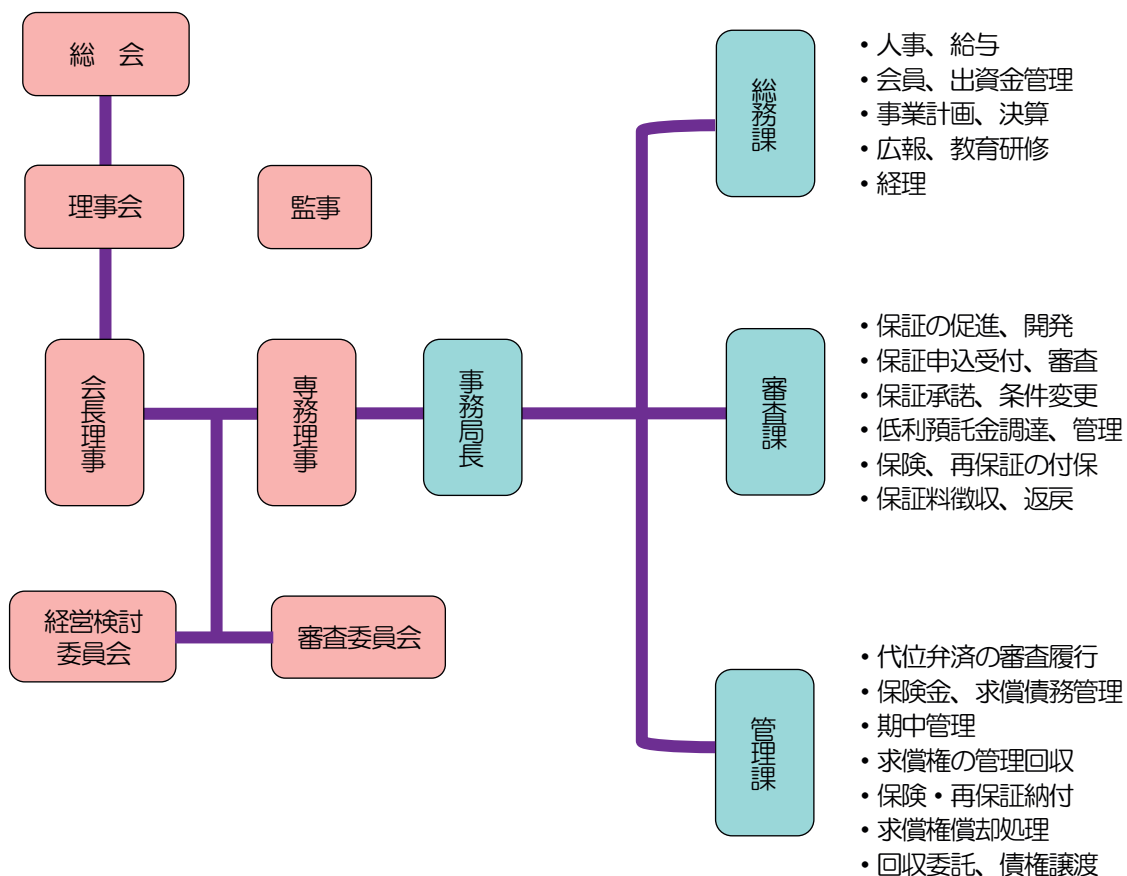 総　会
理事会
監事
会長理事
専務理事
事務局長
経営検討
委員会
審査委員会
総務課
・人事、給与
・会員、出資金管理
・事業計画、決算
・広報、教育研修
・経理
審査課
・保証の促進、開発
・保証申込受付、審査
・保証承諾、条件変更
・低利預託金調達、管理
・保険、再保証の付保
・保証料徴収、返戻
管理課
・代位弁済の審査履行
・保険金、求償債務管理
・期中管理
・求償権の管理回収
・保険・再保証納付
・求償権償却処理
・回収委託、債権譲渡